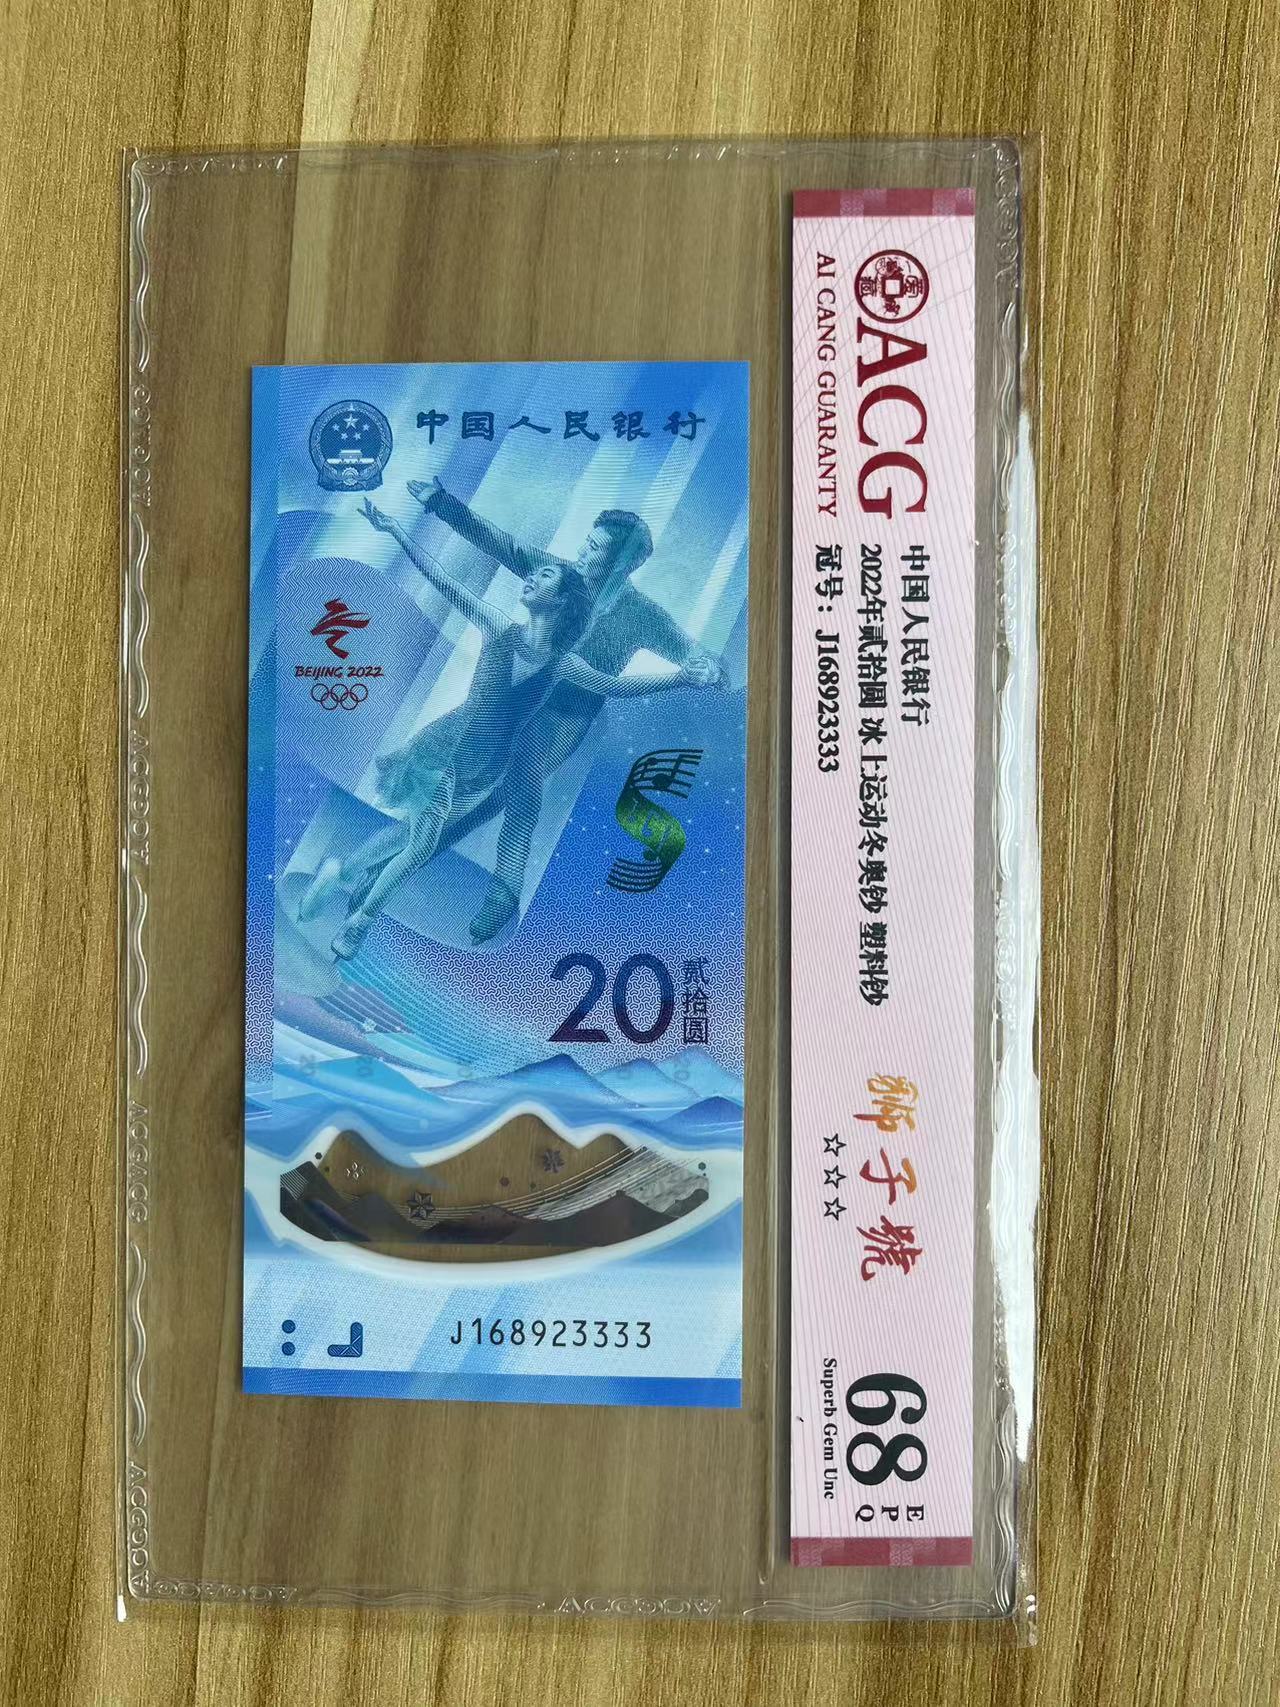 中国人民银行
BEIJING 2022
20
贰拾圆
J168923333
ACG
AI CANG GUARANTY
中国人民银行
2022年贰拾圆 冰上运动冬奥钞 塑料钞
冠号：J168923333
狮子號
☆☆☆
68
EPQ
Superb Gem Unc